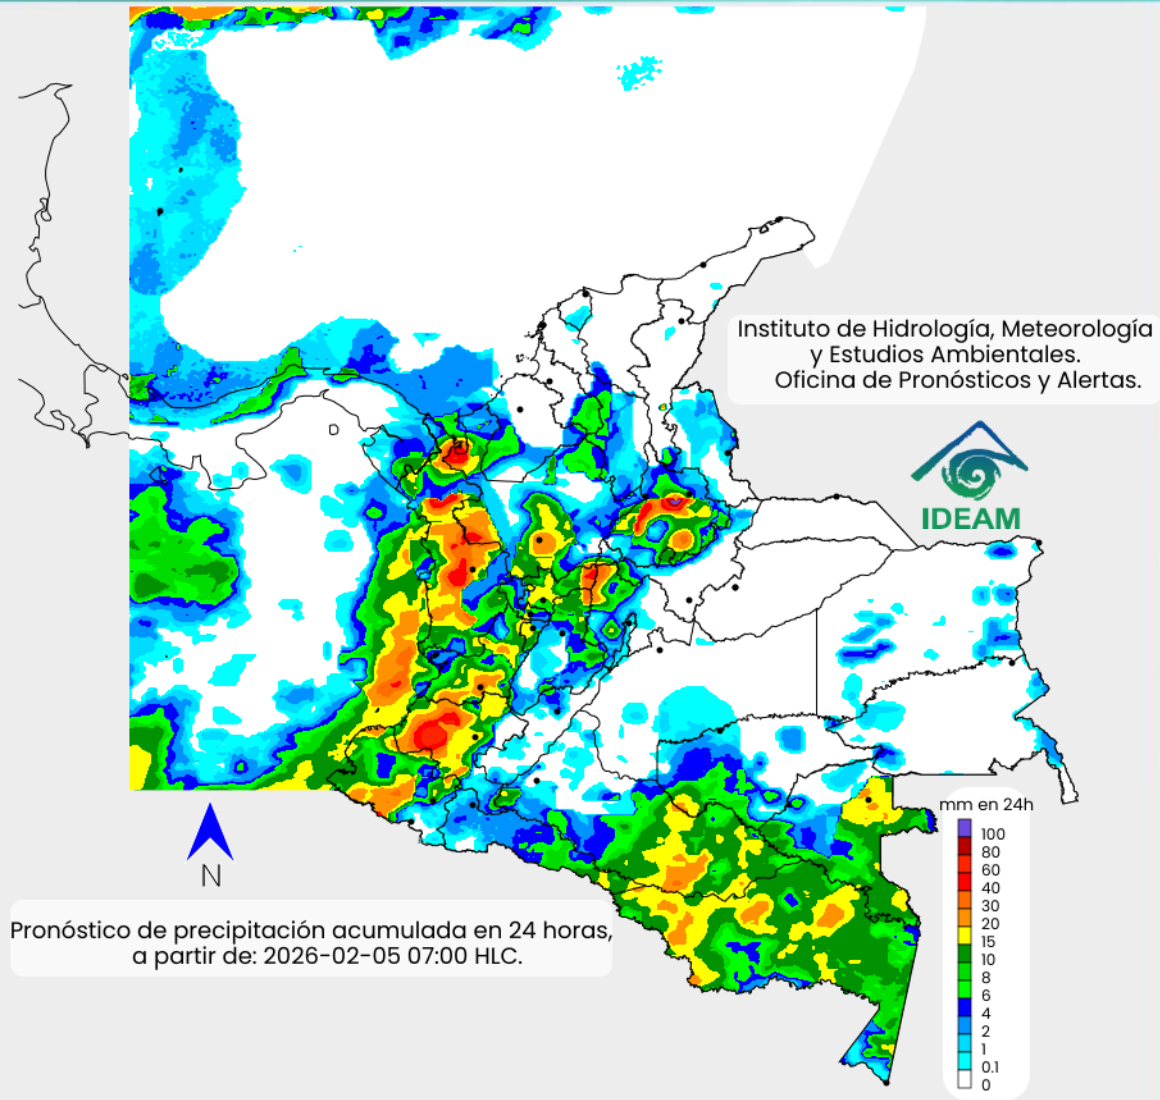 Instituto de Hidrología, Meteorología
y Estudios Ambientales.
Oficina de Pronósticos y Alertas.
IDEAM
mm en 24h
100
80
60
40
30
20
15
10
8
6
4
2
1
0.1
0
N
Pronóstico de precipitación acumulada en 24 horas,
a partir de: 2026-02-05 07:00 HLC.